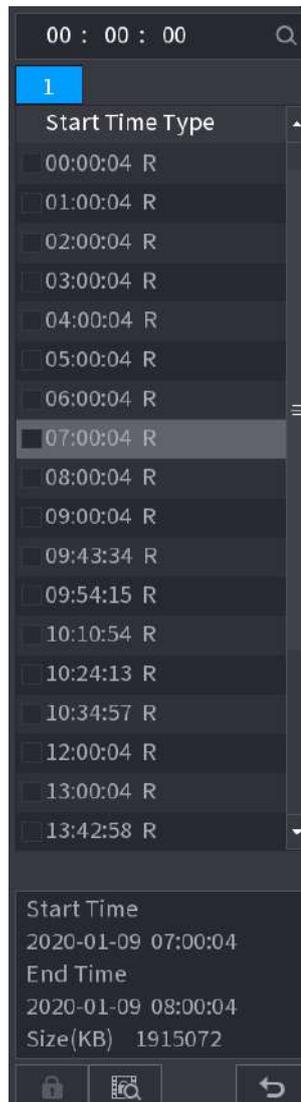 00 : 00 : 00
1
Start Time Type
00:00:04 R
01:00:04 R
02:00:04 R
03:00:04 R
04:00:04 R
05:00:04 R
06:00:04 R
07:00:04 R
08:00:04 R
09:00:04 R
09:43:34 R
09:54:15 R
10:10:54 R
10:24:13 R
10:34:57 R
12:00:04 R
13:00:04 R
13:42:58 R
Start Time
2020-01-09 07:00:04
End Time
2020-01-09 08:00:04
Size(KB) 1915072